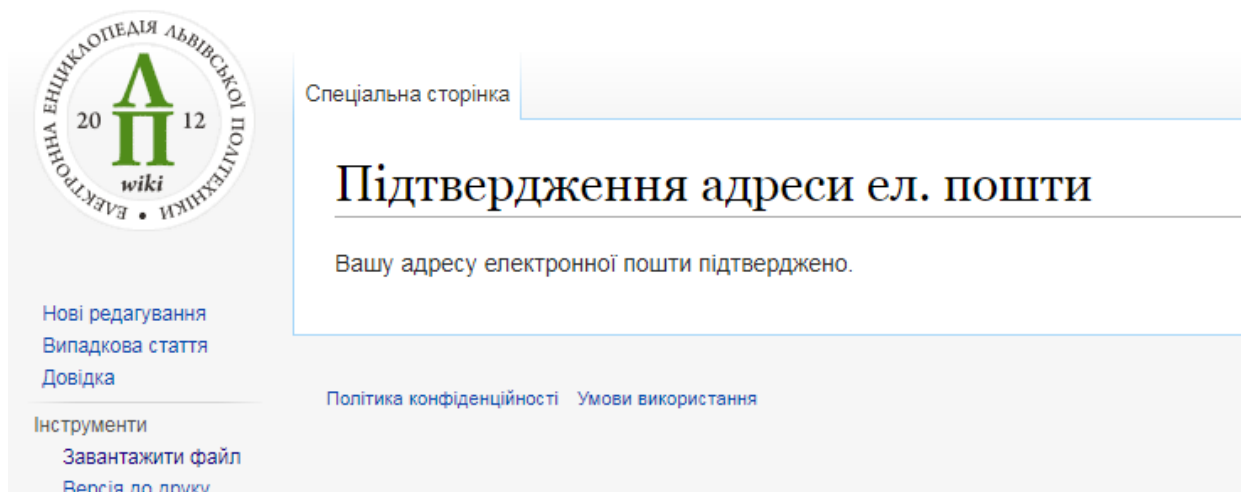 ЕЛЕКТРОННА ЕНЦИКЛОПЕДІЯ ЛЬВІВСЬКОЇ ПОЛІТЕХНІКИ •
20 ЛП 12
wiki
Спеціальна сторінка
Підтвердження адреси ел. пошти
Вашу адресу електронної пошти підтверджено.
Нові редагування
Випадкова стаття
Довідка
Інструменти
Завантажити файл
Версія до друку
Політика конфіденційності Умови використання